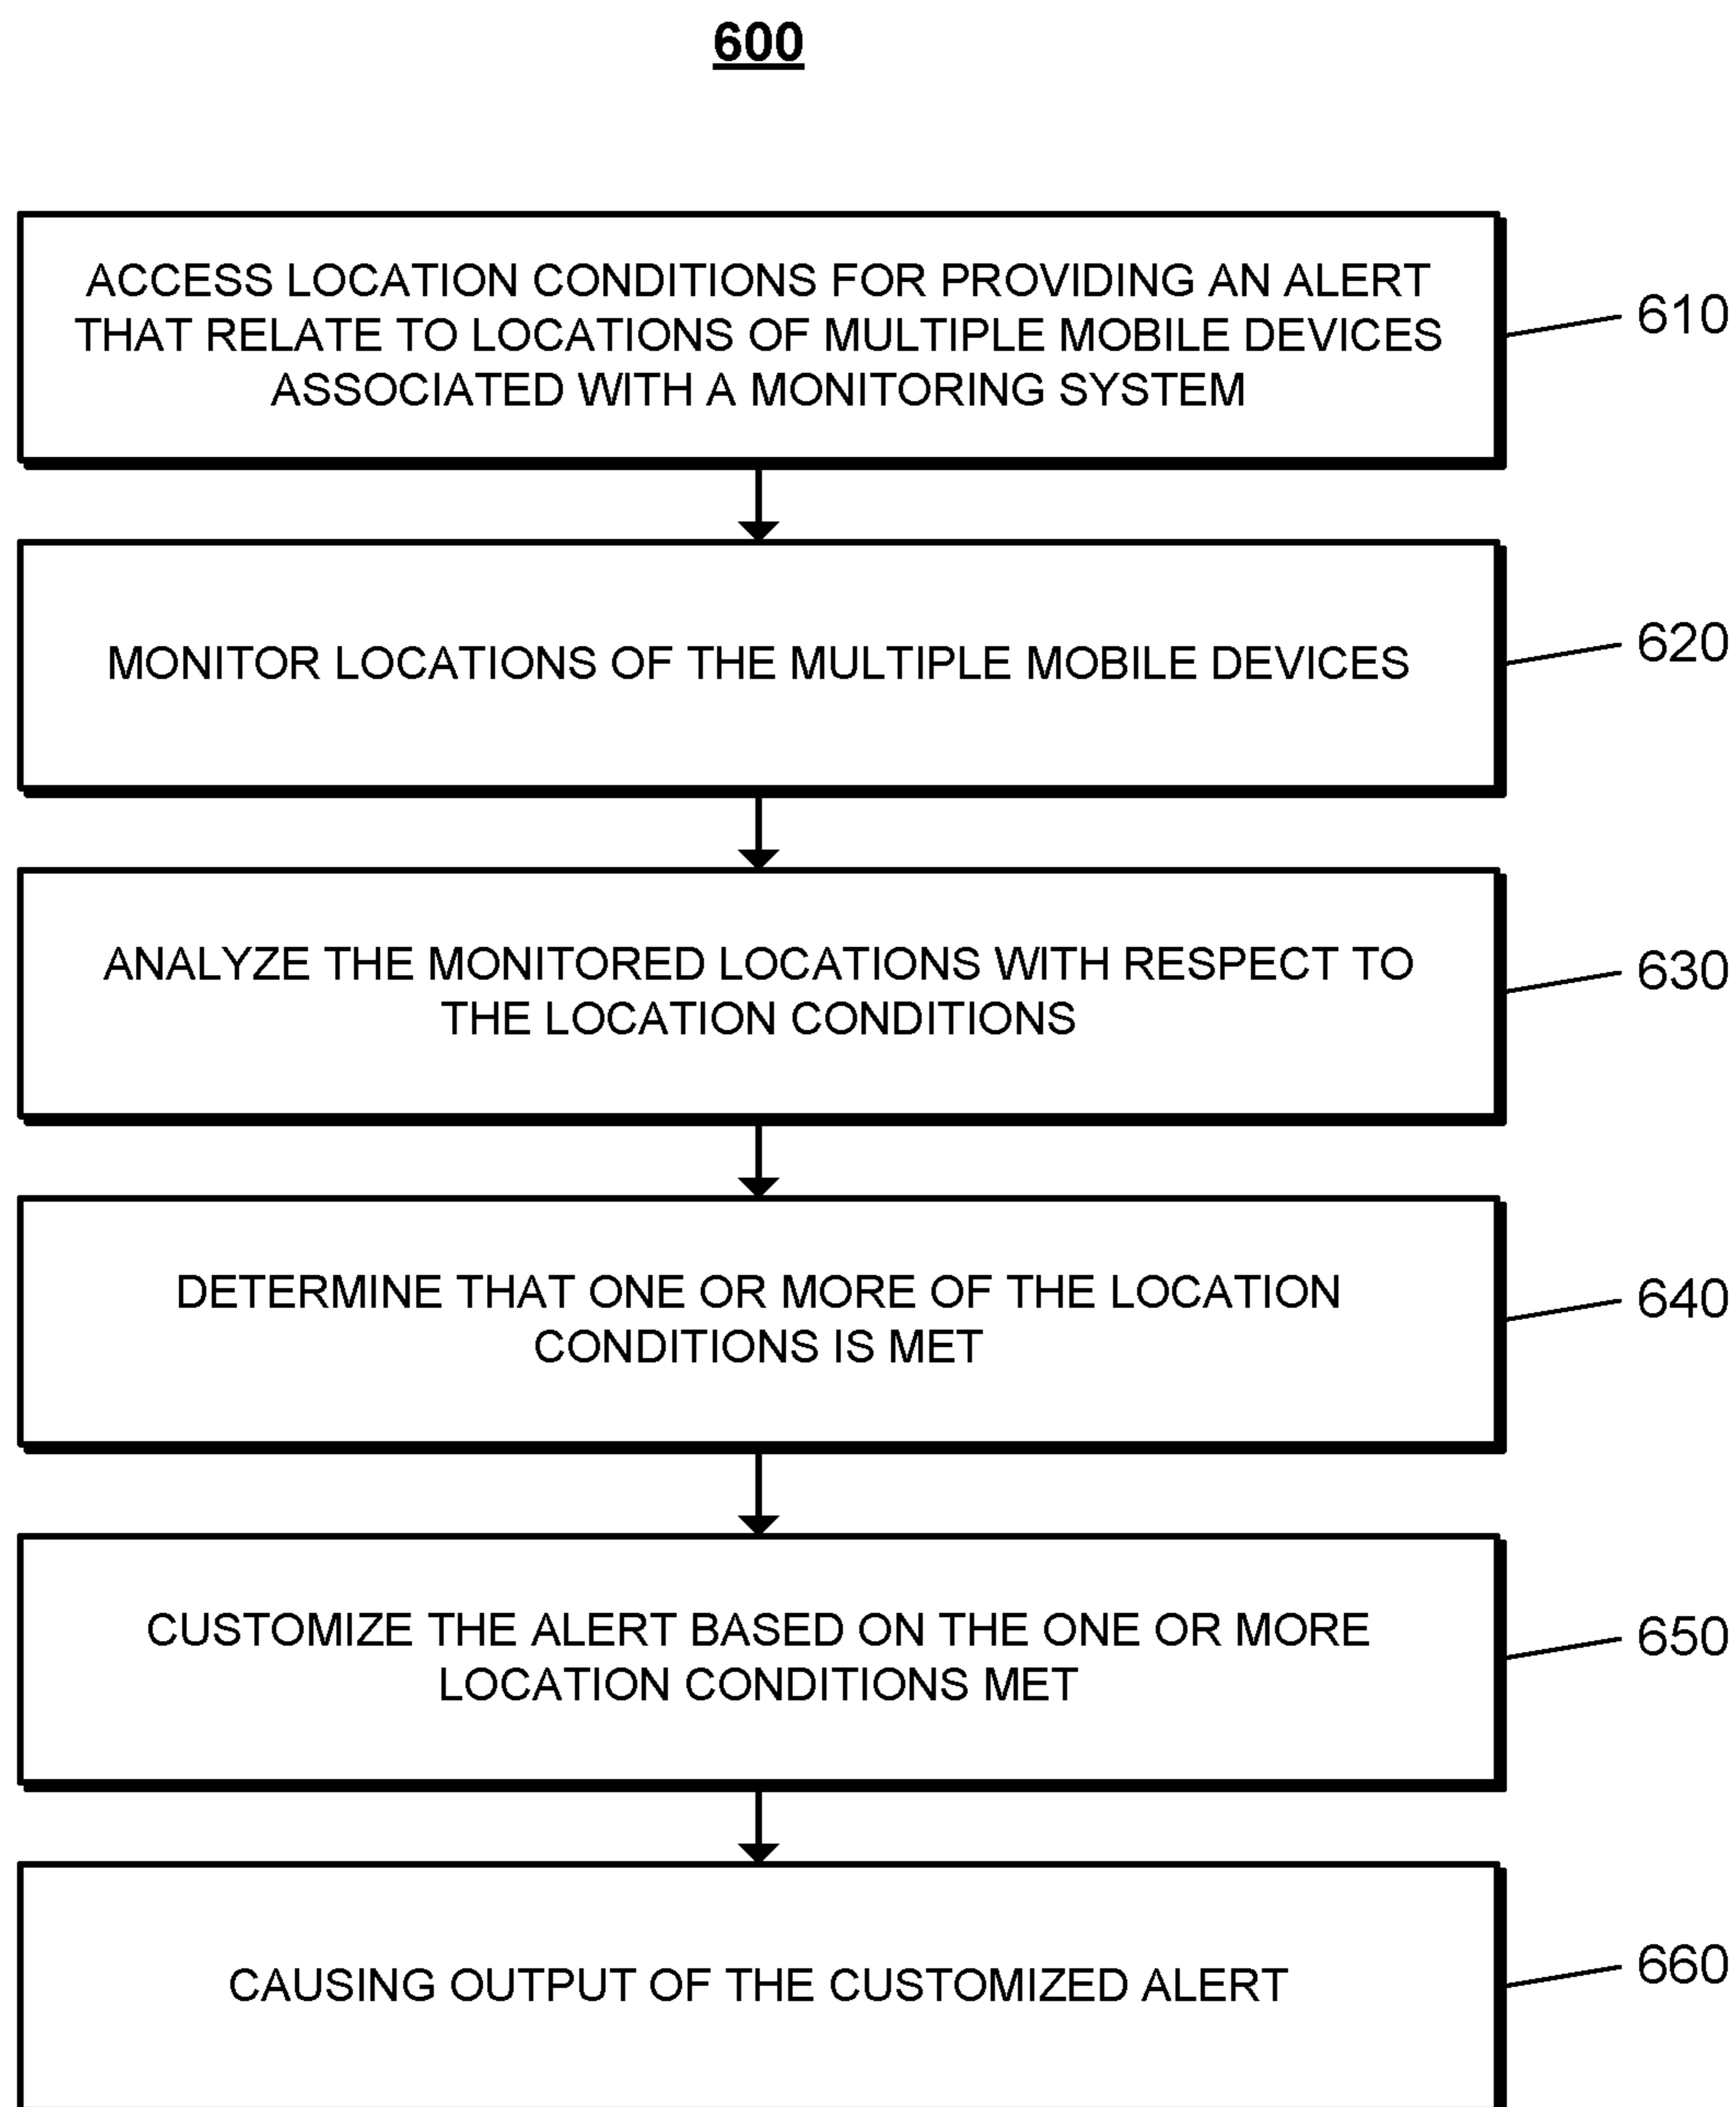 600
ACCESS LOCATION CONDITIONS FOR PROVIDING AN ALERT
THAT RELATE TO LOCATIONS OF MULTIPLE MOBILE DEVICES
ASSOCIATED WITH A MONITORING SYSTEM
610
MONITOR LOCATIONS OF THE MULTIPLE MOBILE DEVICES
620
ANALYZE THE MONITORED LOCATIONS WITH RESPECT TO
THE LOCATION CONDITIONS
630
DETERMINE THAT ONE OR MORE OF THE LOCATION
CONDITIONS IS MET
640
CUSTOMIZE THE ALERT BASED ON THE ONE OR MORE
LOCATION CONDITIONS MET
650
CAUSING OUTPUT OF THE CUSTOMIZED ALERT
660